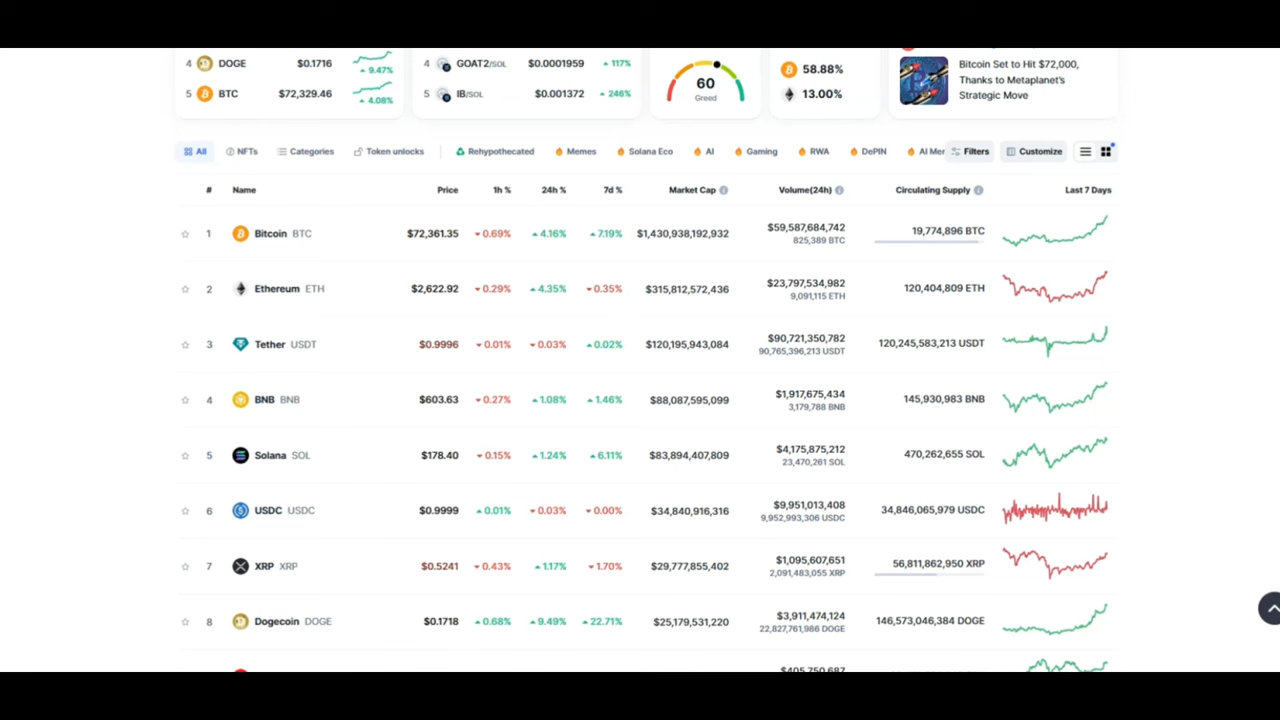 4 DOGE $0.1716 9.47%
5 BTC $72,329.46 4.08%
4 GOAT2/SOL $0.0001959 117%
5 IB/SOL $0.001372 246%
60
Greed
58.88%
13.00%
Bitcoin Set to Hit $72,000,
Thanks to Metaplanet's
Strategic Move
All NFTs Categories Token unlocks Rehypothecated Memes Solana Eco AI Gaming RWA DePIN AI Filters Customize
# Name Price 1h % 24h % 7d % Market Cap Volume(24h) Circulating Supply Last 7 Days
1 Bitcoin BTC $72,361.35 0.69% 4.16% 7.19% $1,430,938,192,932 $59,587,684,742 19,774,896 BTC
825,389 BTC
2 Ethereum ETH $2,622.92 0.29% 4.35% 0.35% $315,812,572,436 $23,797,534,982 120,404,809 ETH
9,091,115 ETH
3 Tether USDT $0.9996 0.01% 0.03% 0.02% $120,195,943,084 $90,721,350,782 120,245,583,213 USDT
90,765,396,213 USDT
4 BNB BNB $603.63 0.27% 1.08% 1.46% $88,087,595,099 $1,917,675,434 145,930,983 BNB
3,179,788 BNB
5 Solana SOL $178.40 0.15% 1.24% 6.11% $83,894,407,809 $4,175,875,212 470,262,655 SOL
23,470,261 SOL
6 USDC USDC $0.9999 0.01% 0.03% 0.00% $34,840,916,316 $9,951,013,408 34,846,065,979 USDC
9,952,993,306 USDC
7 XRP XRP $0.5241 0.43% 1.17% 1.70% $29,777,855,402 $1,095,607,651 56,811,862,950 XRP
2,091,483,055 XRP
8 Dogecoin DOGE $0.1718 0.68% 9.49% 22.71% $25,179,531,220 $3,911,474,124 146,573,046,384 DOGE
22,827,761,986 DOGE
$405,750,687